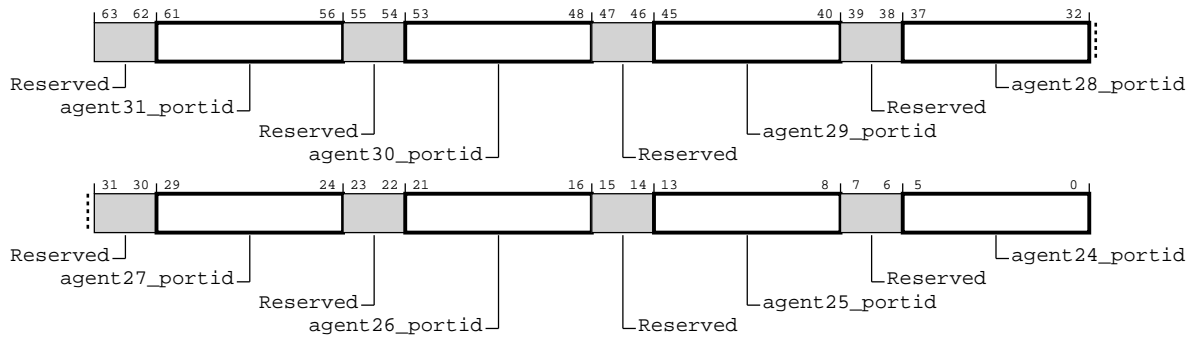 63 62 61 56 55 54 53 48 47 46 45 40 39 38 37 32
Reserved agent28_portid
agent31_portid Reserved
Reserved agent29_portid
agent30_portid Reserved
31 30 29 24 23 22 21 16 15 14 13 8 7 6 5 0
Reserved agent24_portid
agent27_portid Reserved
Reserved agent25_portid
agent26_portid Reserved